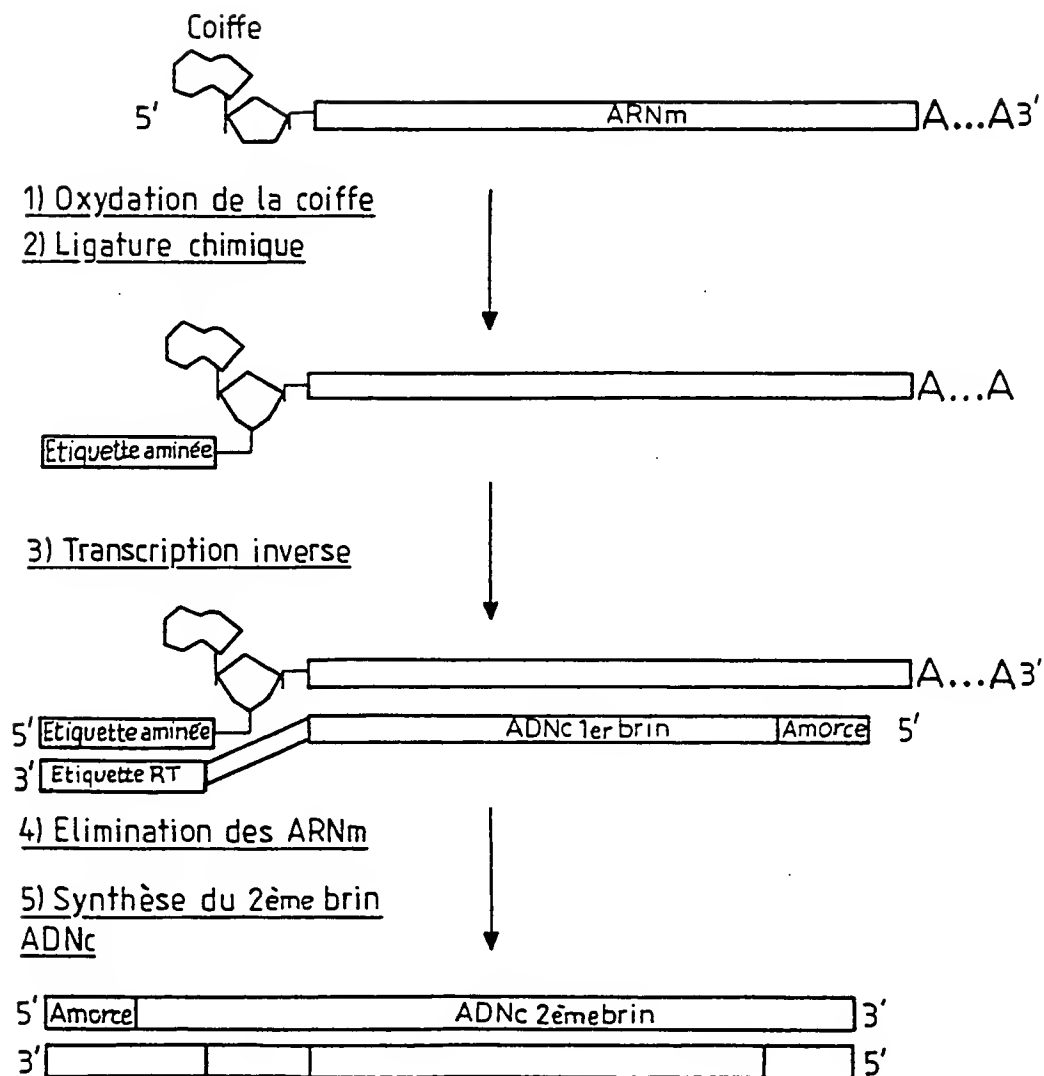 Coiffe
5' ARNm A...A3'
1) Oxydation de la coiffe
2) Ligature chimique
A...A
Etiquette aminée
3) Transcription inverse
A...A3'
5' Etiquette aminée ADNc 1er brin Amorce 5'
3' Etiquette RT
4) Elimination des ARNm
5) Synthèse du 2ème brin
ADNc
5' Amorce ADNc 2èmebrin 3'
3' 5'